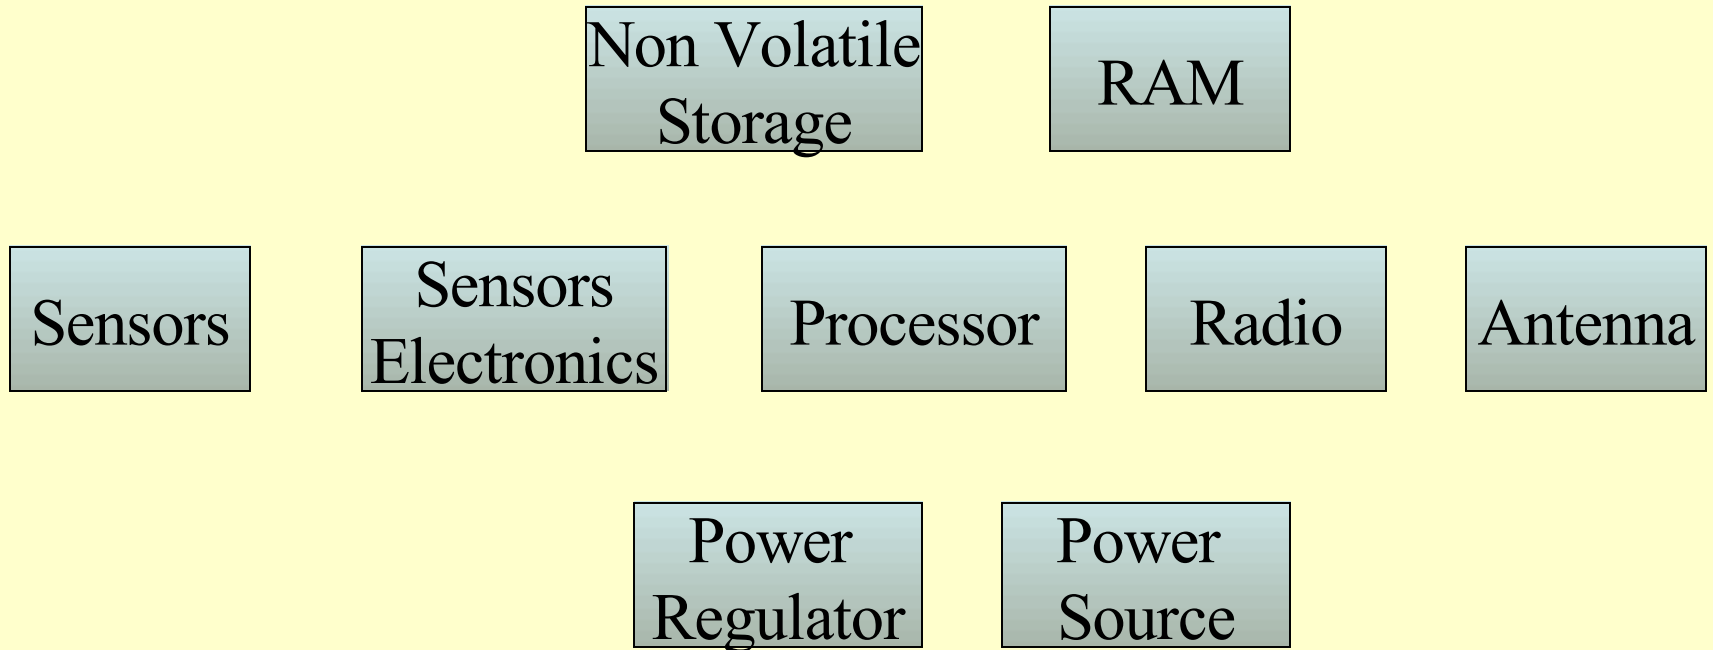 Non Volatile
Storage
RAM
Sensors
Sensors
Electronics
Processor
Radio
Antenna
Power
Regulator
Power
Source